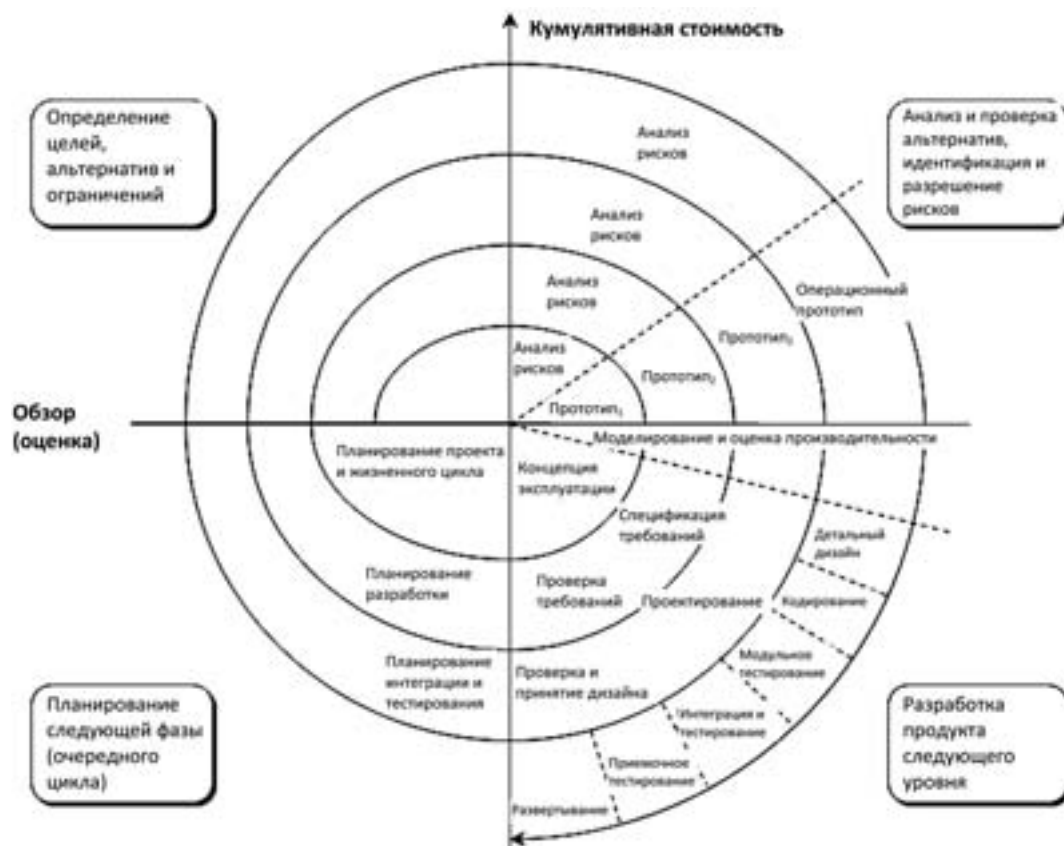 Кумулятивная стоимость
Определение
целей,
альтернатив и
ограничений
Анализ и проверка
альтернатив,
идентификация и
разрешение
рисков
Анализ
рисков
Анализ
рисков
Анализ
рисков
Анализ
рисков
Операционный
прототип
Прототип₃
Прототип₂
Прототип₁
Обзор
(оценка)
Моделирование и оценка производительности
Планирование проекта
и жизненного цикла
Концепция
эксплуатации
Спецификация
требований
Детальный
дизайн
Планирование
разработки
Проверка
требований
Проектирование
Кодирование
Планирование
интеграции и
тестирования
Проверка и
принятие дизайна
Модульное
тестирование
Интеграция и
тестирование
Приемочное
тестирование
Развертывание
Планирование
следующей фазы
(очередного
цикла)
Разработка
продукта
следующего
уровня